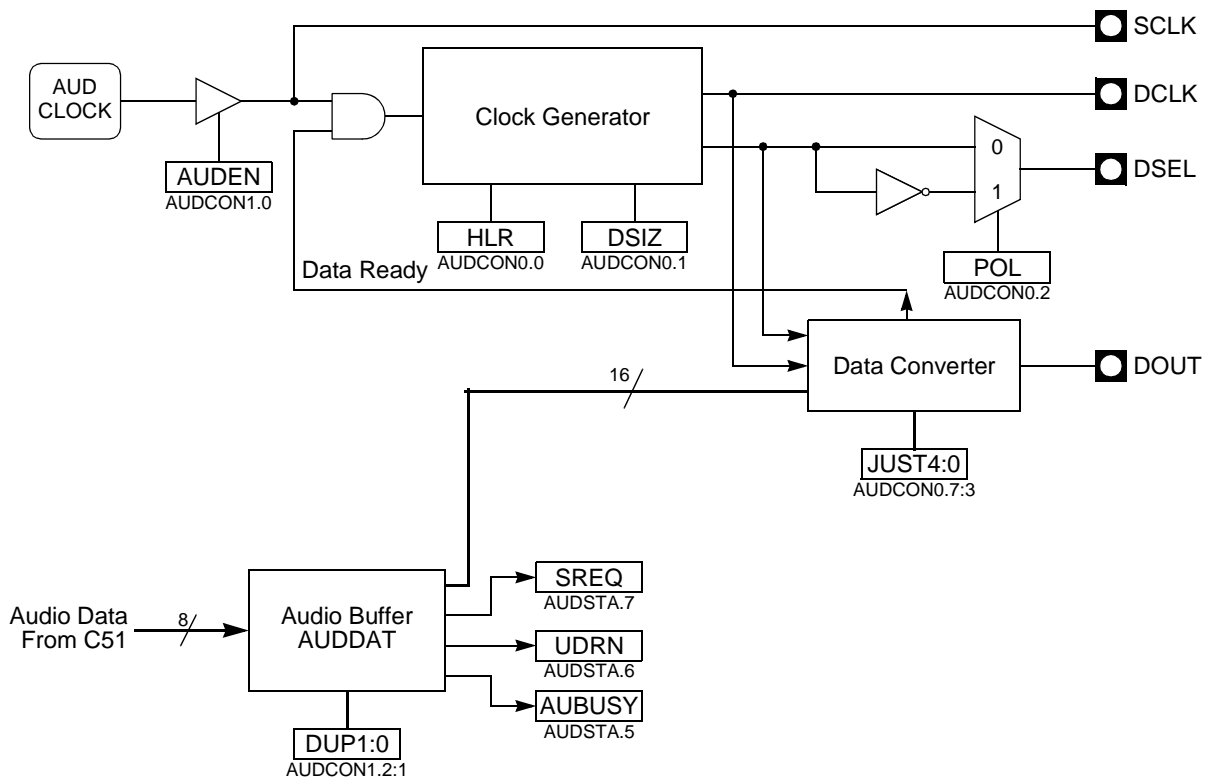 SCLK
AUD
CLOCK
Clock Generator
DCLK
0
1
DSEL
AUDEN
AUDCON1.0
HLR
AUDCON0.0
DSIZ
AUDCON0.1
POL
AUDCON0.2
Data Ready
Data Converter
DOUT
16
JUST4:0
AUDCON0.7:3
Audio Data
From C51
8
Audio Buffer
AUDDAT
SREQ
AUDSTA.7
UDRN
AUDSTA.6
AUBUSY
AUDSTA.5
DUP1:0
AUDCON1.2:1